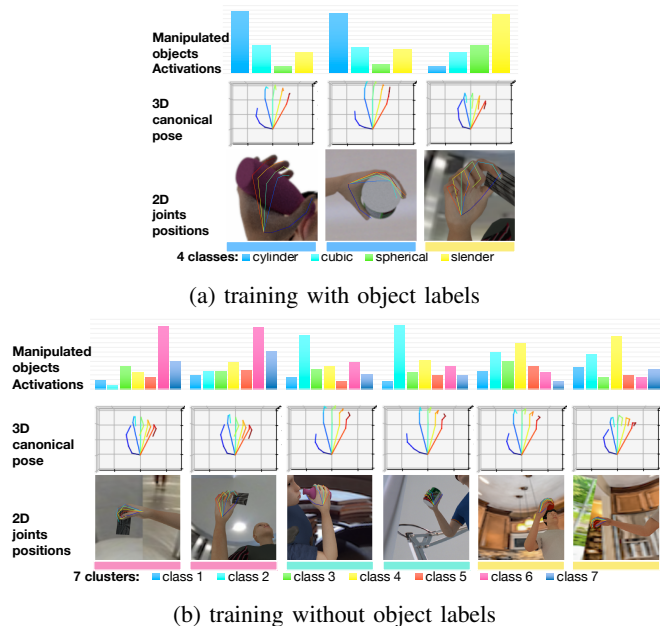 Manipulated
objects
Activations
3D
canonical
pose
2D
joints
positions
4 classes: cylinder cubic spherical slender
(a) training with object labels
Manipulated
objects
Activations
3D
canonical
pose
2D
joints
positions
7 clusters: class 1 class 2 class 3 class 4 class 5 class 6 class 7
(b) training without object labels